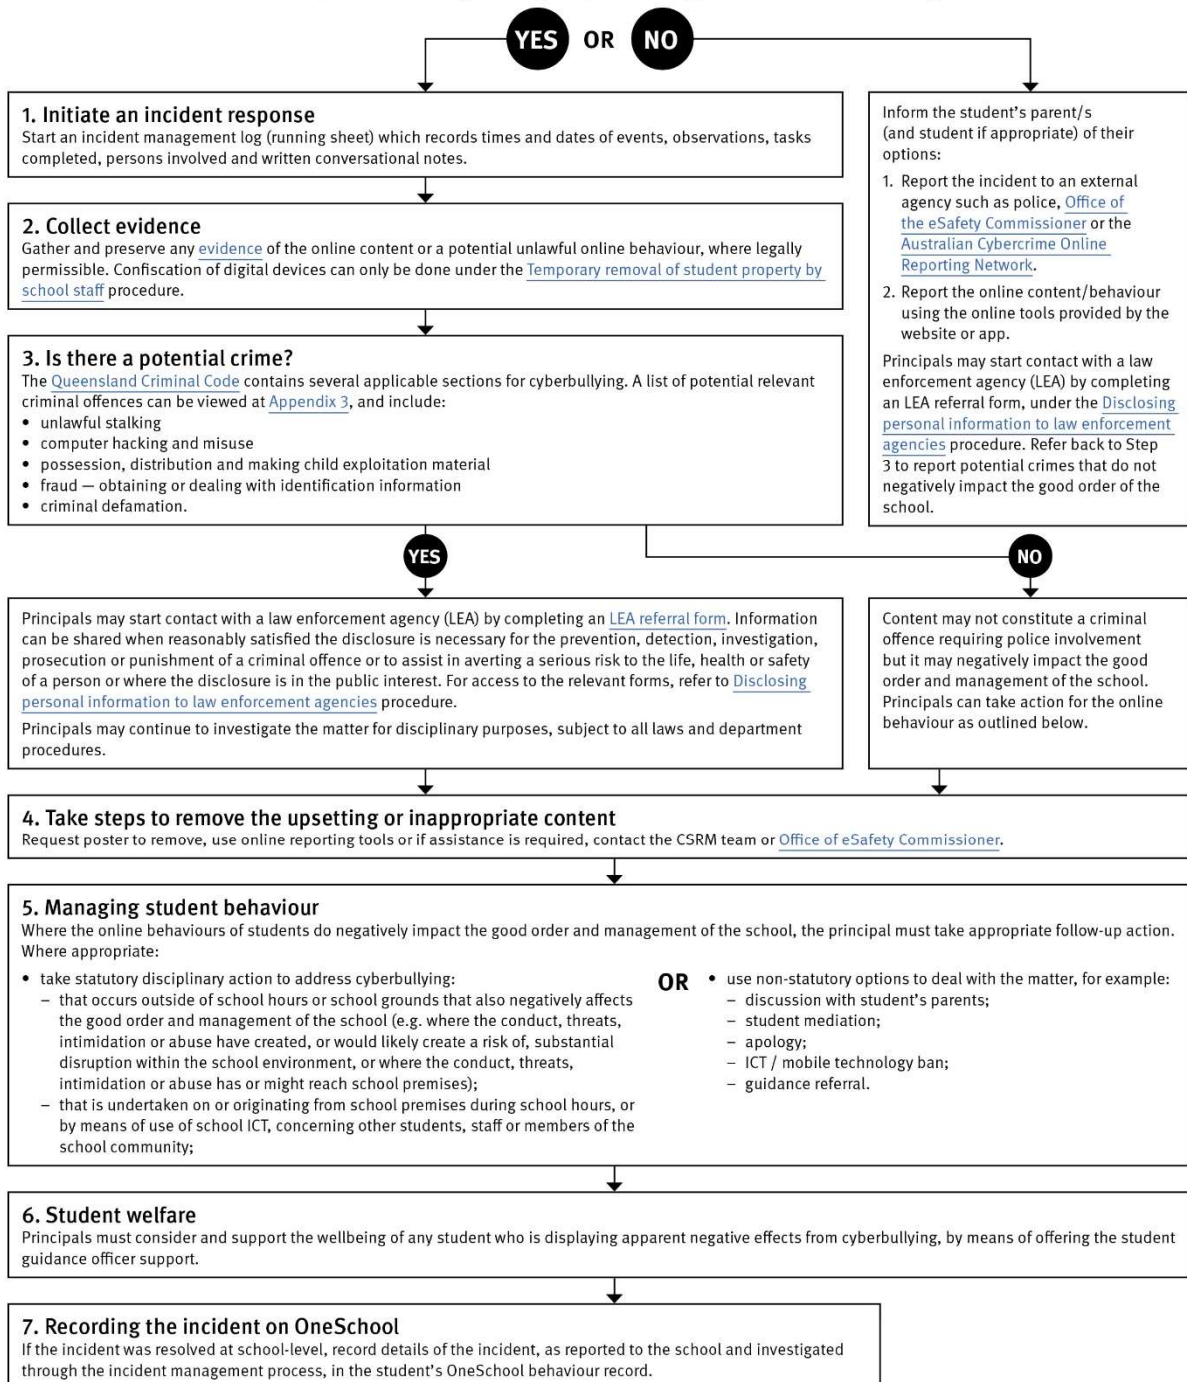 YES OR NO
1. Initiate an incident response
Start an incident management log (running sheet) which records times and dates of events, observations, tasks
completed, persons involved and written conversational notes.
Inform the student's parent/s
(and student if appropriate) of their
options:
1. Report the incident to an external
agency such as police, Office of
the eSafety Commissioner or the
Australian Cybercrime Online
Reporting Network.
2. Report the online content/behaviour
using the online tools provided by the
website or app.
Principals may start contact with a law
enforcement agency (LEA) by completing
an LEA referral form, under the Disclosing
personal information to law enforcement
agencies procedure. Refer back to Step
3 to report potential crimes that do not
negatively impact the good order of the
school.
2. Collect evidence
Gather and preserve any evidence of the online content or a potential unlawful online behaviour, where legally
permissible. Confiscation of digital devices can only be done under the Temporary removal of student property by
school staff procedure.
3. Is there a potential crime?
The Queensland Criminal Code contains several applicable sections for cyberbullying. A list of potential relevant
criminal offences can be viewed at Appendix 3, and include:
• unlawful stalking
• computer hacking and misuse
• possession, distribution and making child exploitation material
• fraud — obtaining or dealing with identification information
• criminal defamation.
YES
NO
Principals may start contact with a law enforcement agency (LEA) by completing an LEA referral form. Information
can be shared when reasonably satisfied the disclosure is necessary for the prevention, detection, investigation,
prosecution or punishment of a criminal offence or to assist in averting a serious risk to the life, health or safety
of a person or where the disclosure is in the public interest. For access to the relevant forms, refer to Disclosing
personal information to law enforcement agencies procedure.
Principals may continue to investigate the matter for disciplinary purposes, subject to all laws and department
procedures.
Content may not constitute a criminal
offence requiring police involvement
but it may negatively impact the good
order and management of the school.
Principals can take action for the online
behaviour as outlined below.
4. Take steps to remove the upsetting or inappropriate content
Request poster to remove, use online reporting tools or if assistance is required, contact the CSRM team or Office of eSafety Commissioner.
5. Managing student behaviour
Where the online behaviours of students do negatively impact the good order and management of the school, the principal must take appropriate follow-up action.
Where appropriate:
• take statutory disciplinary action to address cyberbullying:
– that occurs outside of school hours or school grounds that also negatively affects
the good order and management of the school (e.g. where the conduct, threats,
intimidation or abuse have created, or would likely create a risk of, substantial
disruption within the school environment, or where the conduct, threats,
intimidation or abuse has or might reach school premises);
– that is undertaken on or originating from school premises during school hours, or
by means of use of school ICT, concerning other students, staff or members of the
school community;
OR
• use non-statutory options to deal with the matter, for example:
– discussion with student's parents;
– student mediation;
– apology;
– ICT / mobile technology ban;
– guidance referral.
6. Student welfare
Principals must consider and support the wellbeing of any student who is displaying apparent negative effects from cyberbullying, by means of offering the student
guidance officer support.
7. Recording the incident on OneSchool
If the incident was resolved at school-level, record details of the incident, as reported to the school and investigated
through the incident management process, in the student's OneSchool behaviour record.